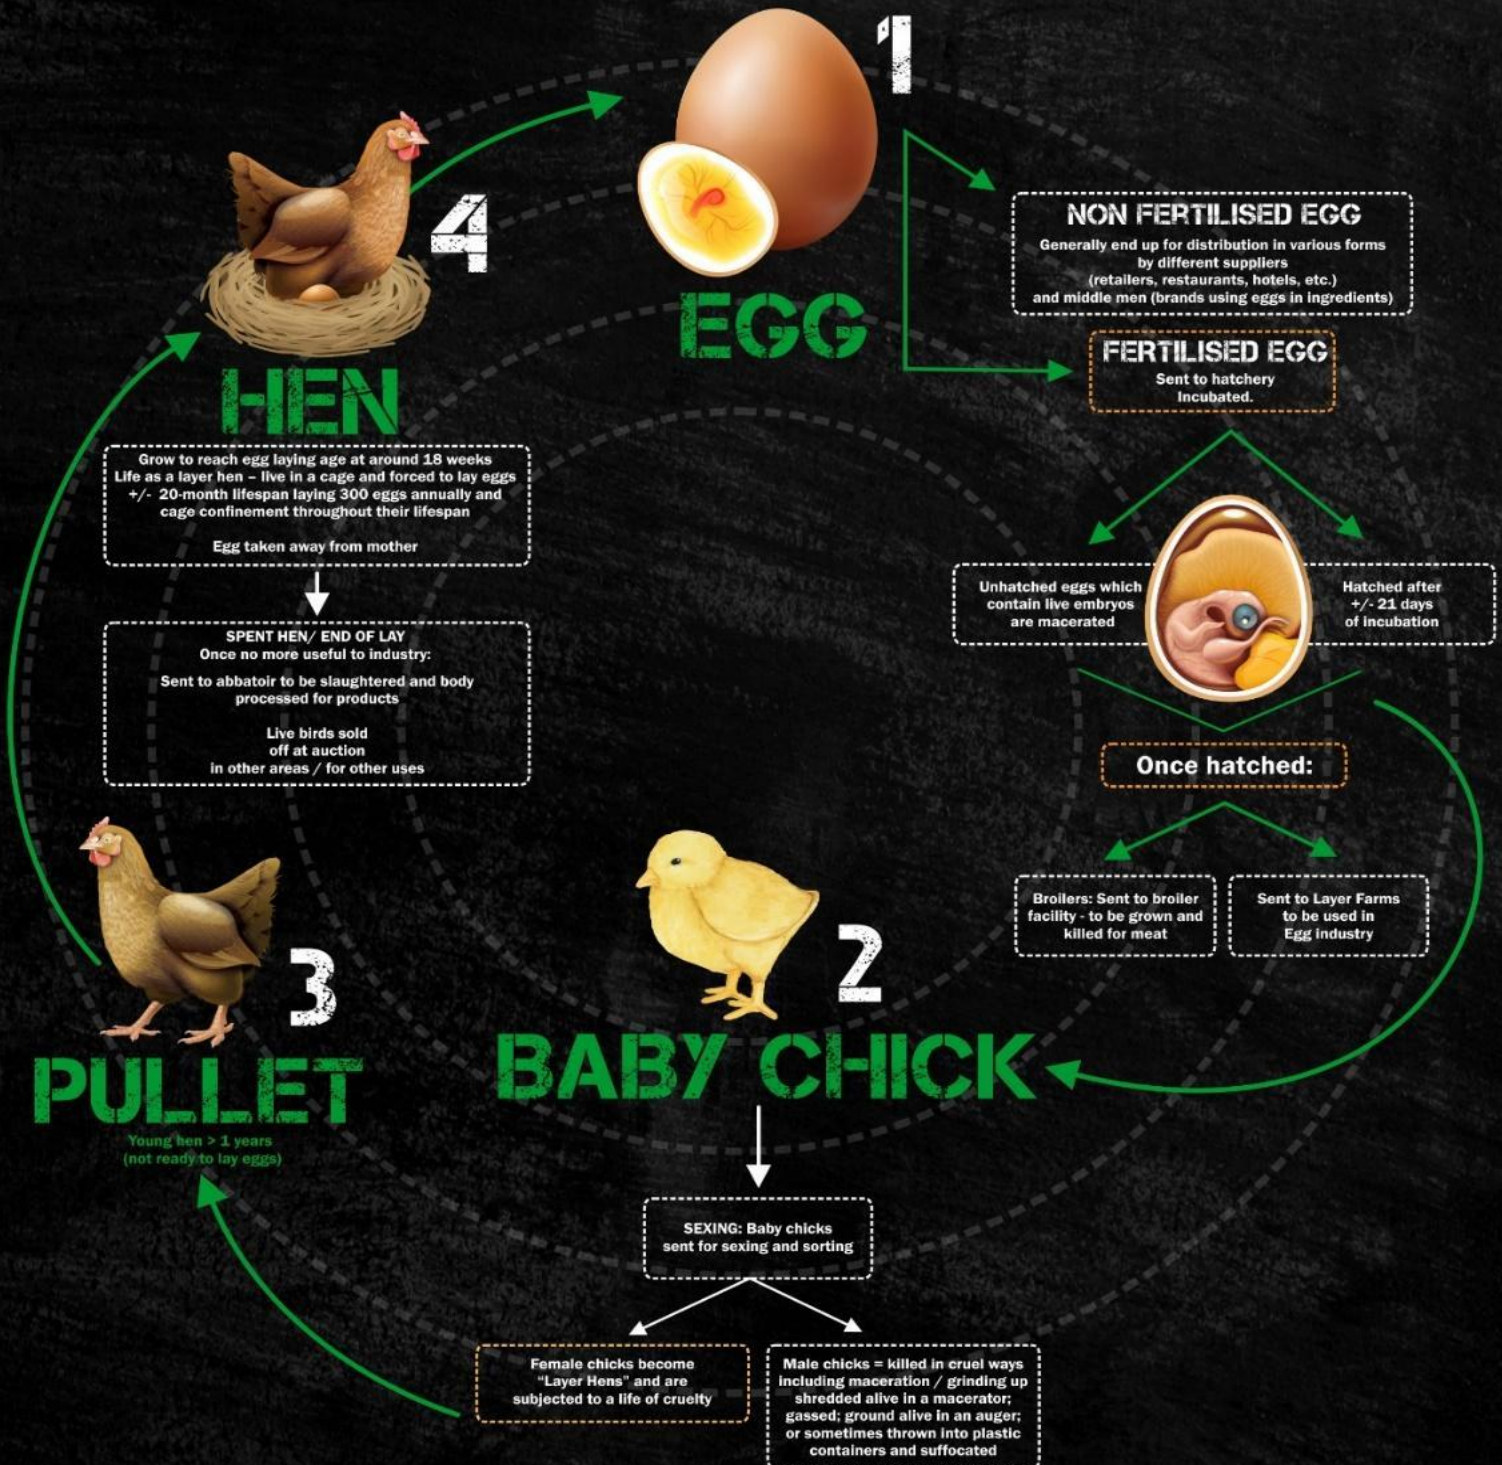 1
EGG
NON FERTILISED EGG
Generally end up for distribution in various forms
by different suppliers
(retailers, restaurants, hotels, etc.)
and middle men (brands using eggs in ingredients)
FERTILISED EGG
Sent to hatchery
Incubated.
Unhatched eggs which
contain live embryos
are macerated
Hatched after
+/- 21 days
of incubation
Once hatched:
Broilers: Sent to broiler
facility - to be grown and
killed for meat
Sent to Layer Farms
to be used in
Egg industry
2
BABY CHICK
SEXING: Baby chicks
sent for sexing and sorting
Female chicks become
“Layer Hens” and are
subjected to a life of cruelty
Male chicks = killed in cruel ways
including maceration / grinding up
shredded alive in a macerator;
gassed; ground alive in an auger;
or sometimes thrown into plastic
containers and suffocated
3
PULLET
Young hen > 1 years
(not ready to lay eggs)
4
HEN
Grow to reach egg laying age at around 18 weeks
Life as a layer hen – live in a cage and forced to lay eggs
+/- 20-month lifespan laying 300 eggs annually and
cage confinement throughout their lifespan
Egg taken away from mother
SPENT HEN/ END OF LAY
Once no more useful to industry:
Sent to abbatoir to be slaughtered and body
processed for products
Live birds sold
off at auction
in other areas / for other uses